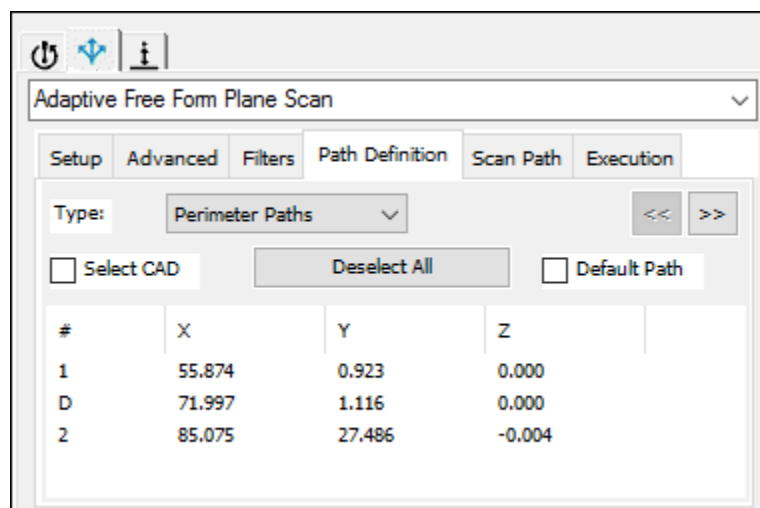 Adaptive Free Form Plane Scan
Setup Advanced Filters Path Definition Scan Path Execution
Type: Perimeter Paths << >>
Select CAD Deselect All Default Path
# X Y Z
1 55.874 0.923 0.000
D 71.997 1.116 0.000
2 85.075 27.486 -0.004